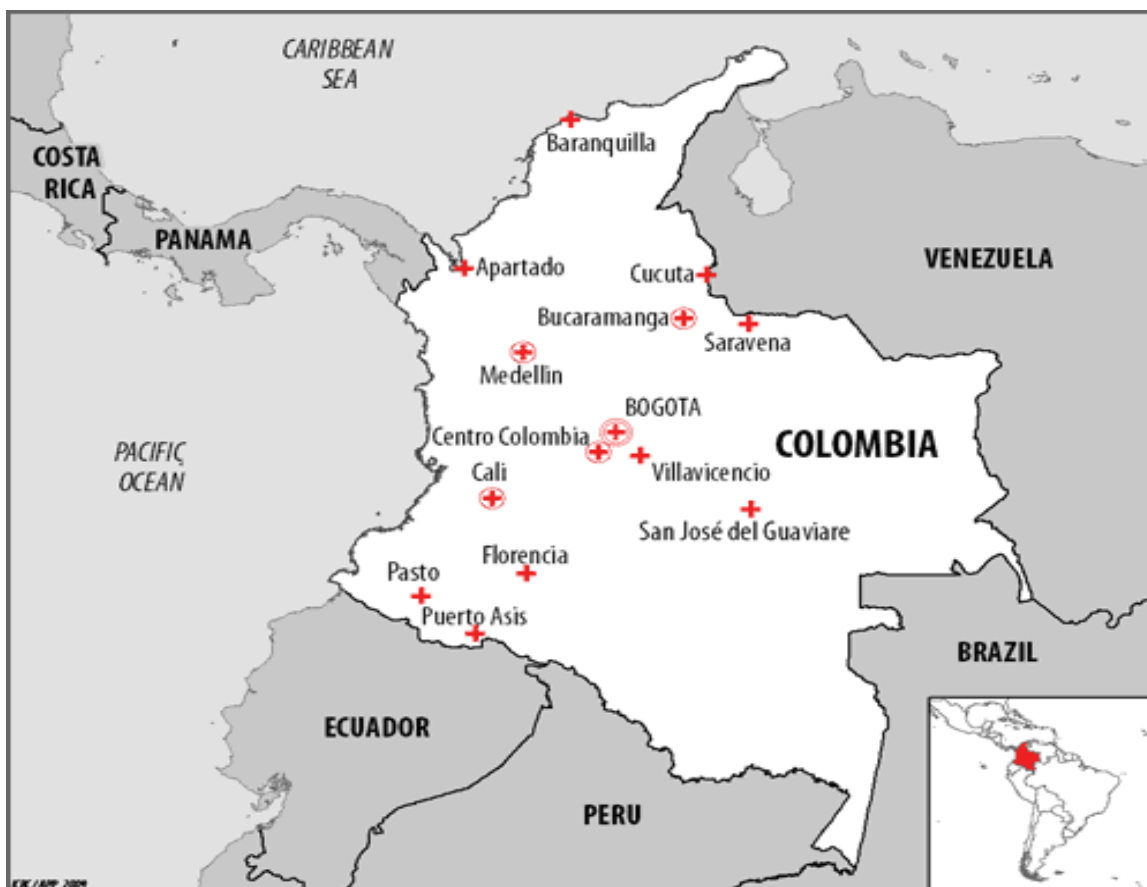 CARIBBEAN
SEA
Baranquilla
COSTA
RICA
PANAMA
VENEZUELA
Apartado
Cucuta
Bucaramanga
Saravena
Medellin
BOGOTA
Centro Colombia
COLOMBIA
PACIFIC
OCEAN
Villavicencio
Cali
San José del Guaviare
Florencia
Pasto
Puerto Asis
BRAZIL
ECUADOR
PERU